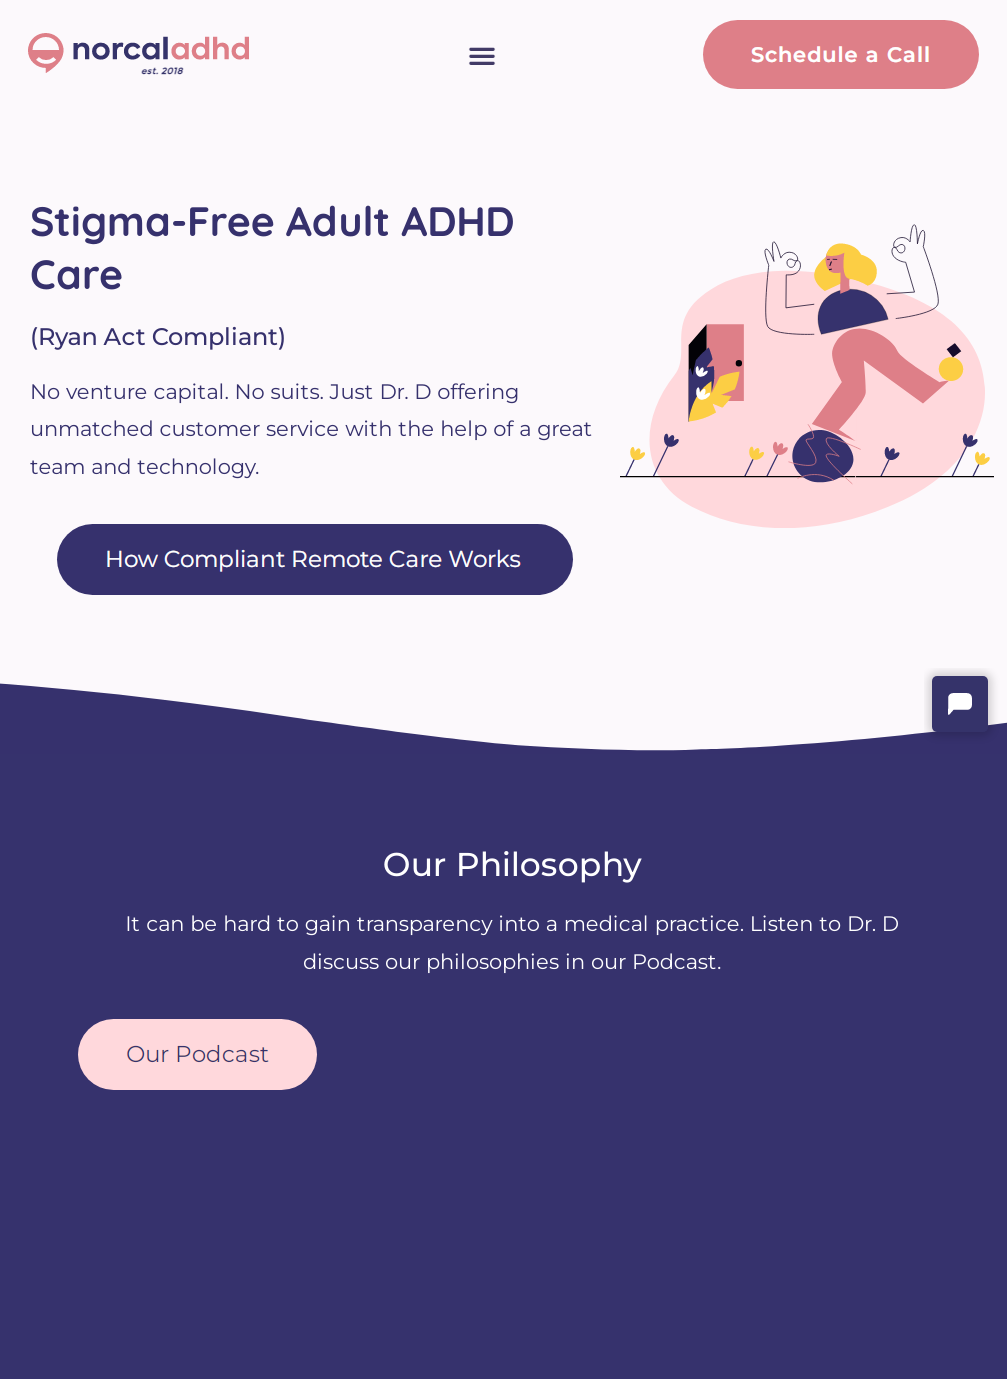 norcaladhd
est. 2018
Schedule a Call
Stigma-Free Adult ADHD
Care
(Ryan Act Compliant)
No venture capital. No suits. Just Dr. D offering
unmatched customer service with the help of a great
team and technology.
How Compliant Remote Care Works
Our Philosophy
It can be hard to gain transparency into a medical practice. Listen to Dr. D
discuss our philosophies in our Podcast.
Our Podcast